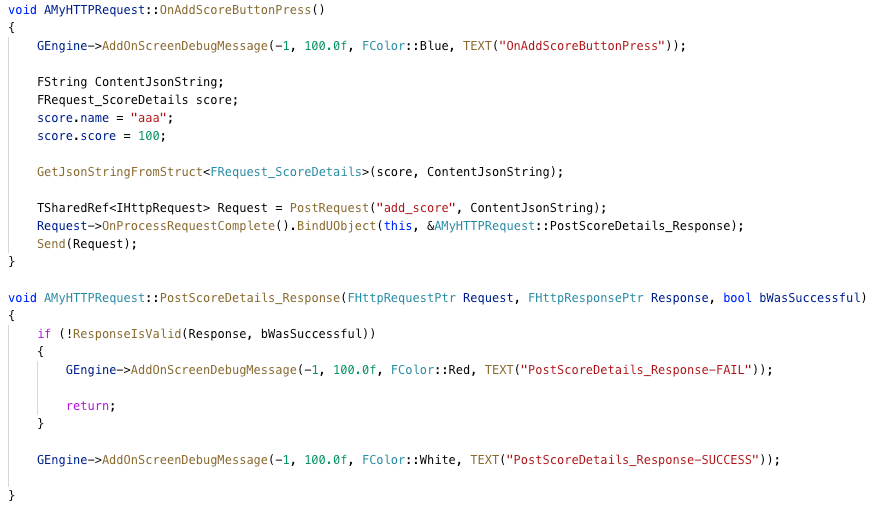 void AMyHTTPRequest::OnAddScoreButtonPress()
{
    GEngine->AddOnScreenDebugMessage(-1, 100.0f, FColor::Blue, TEXT("OnAddScoreButtonPress"));
    FString ContentJsonString;
    FRequest_ScoreDetails score;
    score.name = "aaa";
    score.score = 100;
    GetJsonStringFromStruct<FRequest_ScoreDetails>(score, ContentJsonString);
    TSharedRef<IHttpRequest> Request = PostRequest("add_score", ContentJsonString);
    Request->OnProcessRequestComplete().BindUObject(this, &AMyHTTPRequest::PostScoreDetails_Response);
    Send(Request);
}
void AMyHTTPRequest::PostScoreDetails_Response(FHttpRequestPtr Request, FHttpResponsePtr Response, bool bWasSuccessful)
{
    if (!ResponseIsValid(Response, bWasSuccessful))
    {
        GEngine->AddOnScreenDebugMessage(-1, 100.0f, FColor::Red, TEXT("PostScoreDetails_Response-FAIL"));
        return;
    }
    GEngine->AddOnScreenDebugMessage(-1, 100.0f, FColor::White, TEXT("PostScoreDetails_Response-SUCCESS"));
}